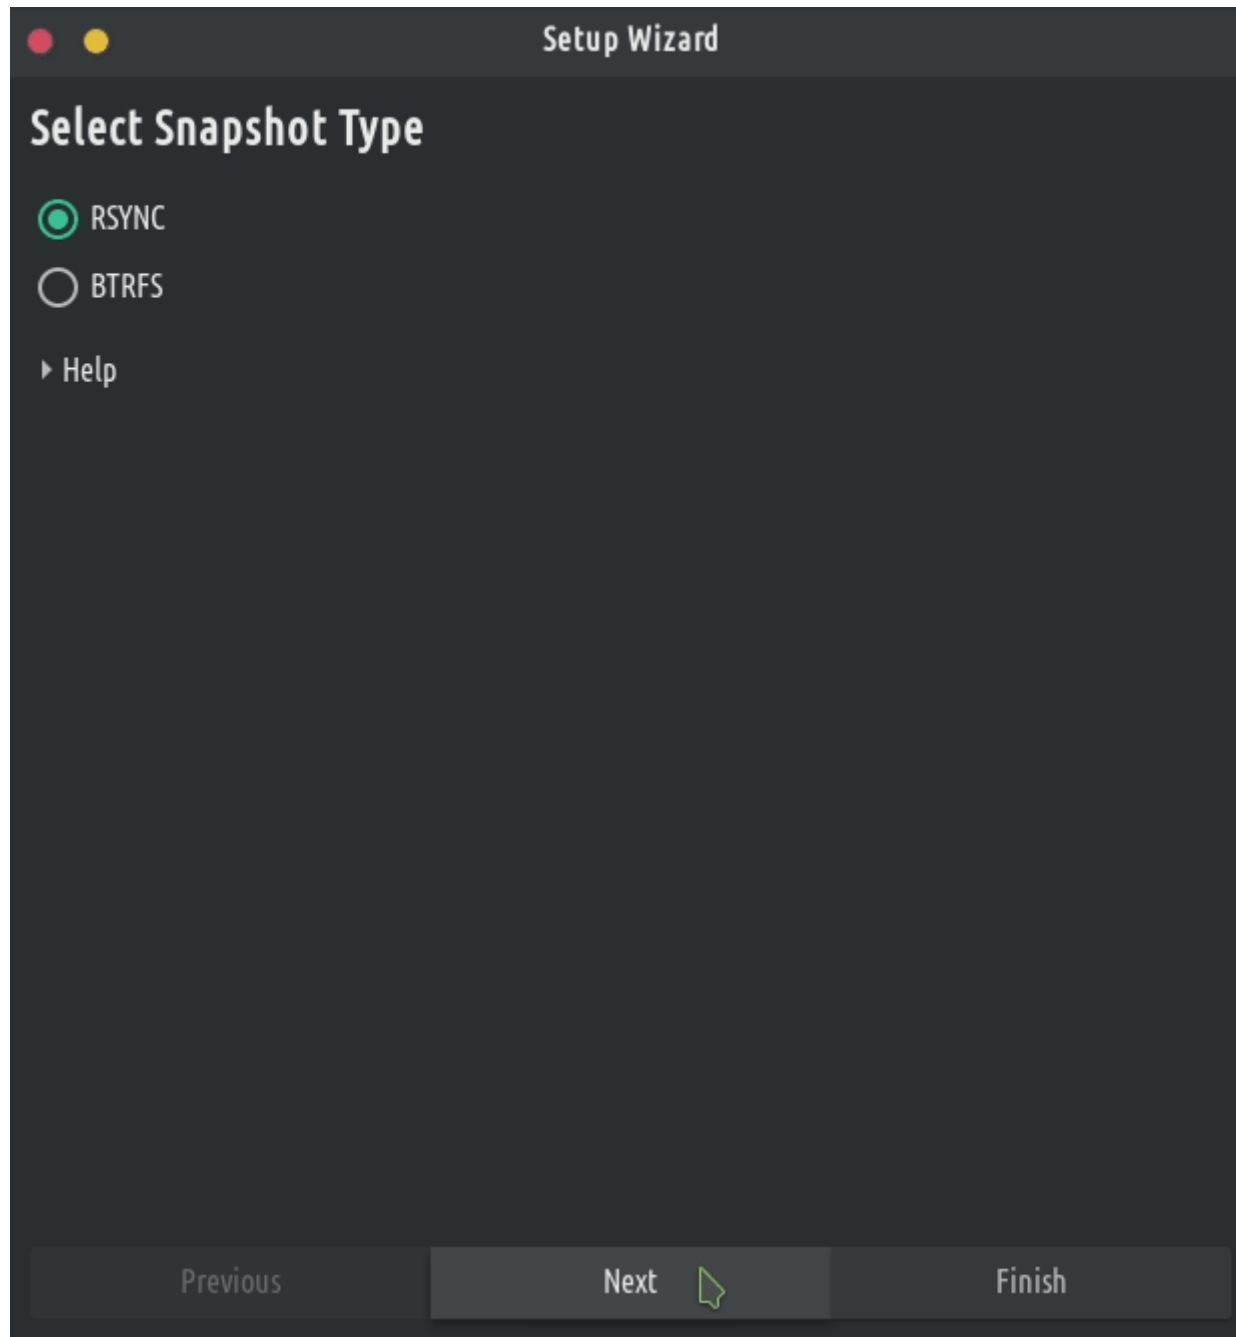 Setup Wizard
Select Snapshot Type
RSYNC
BTRFS
Help
Previous Next Finish